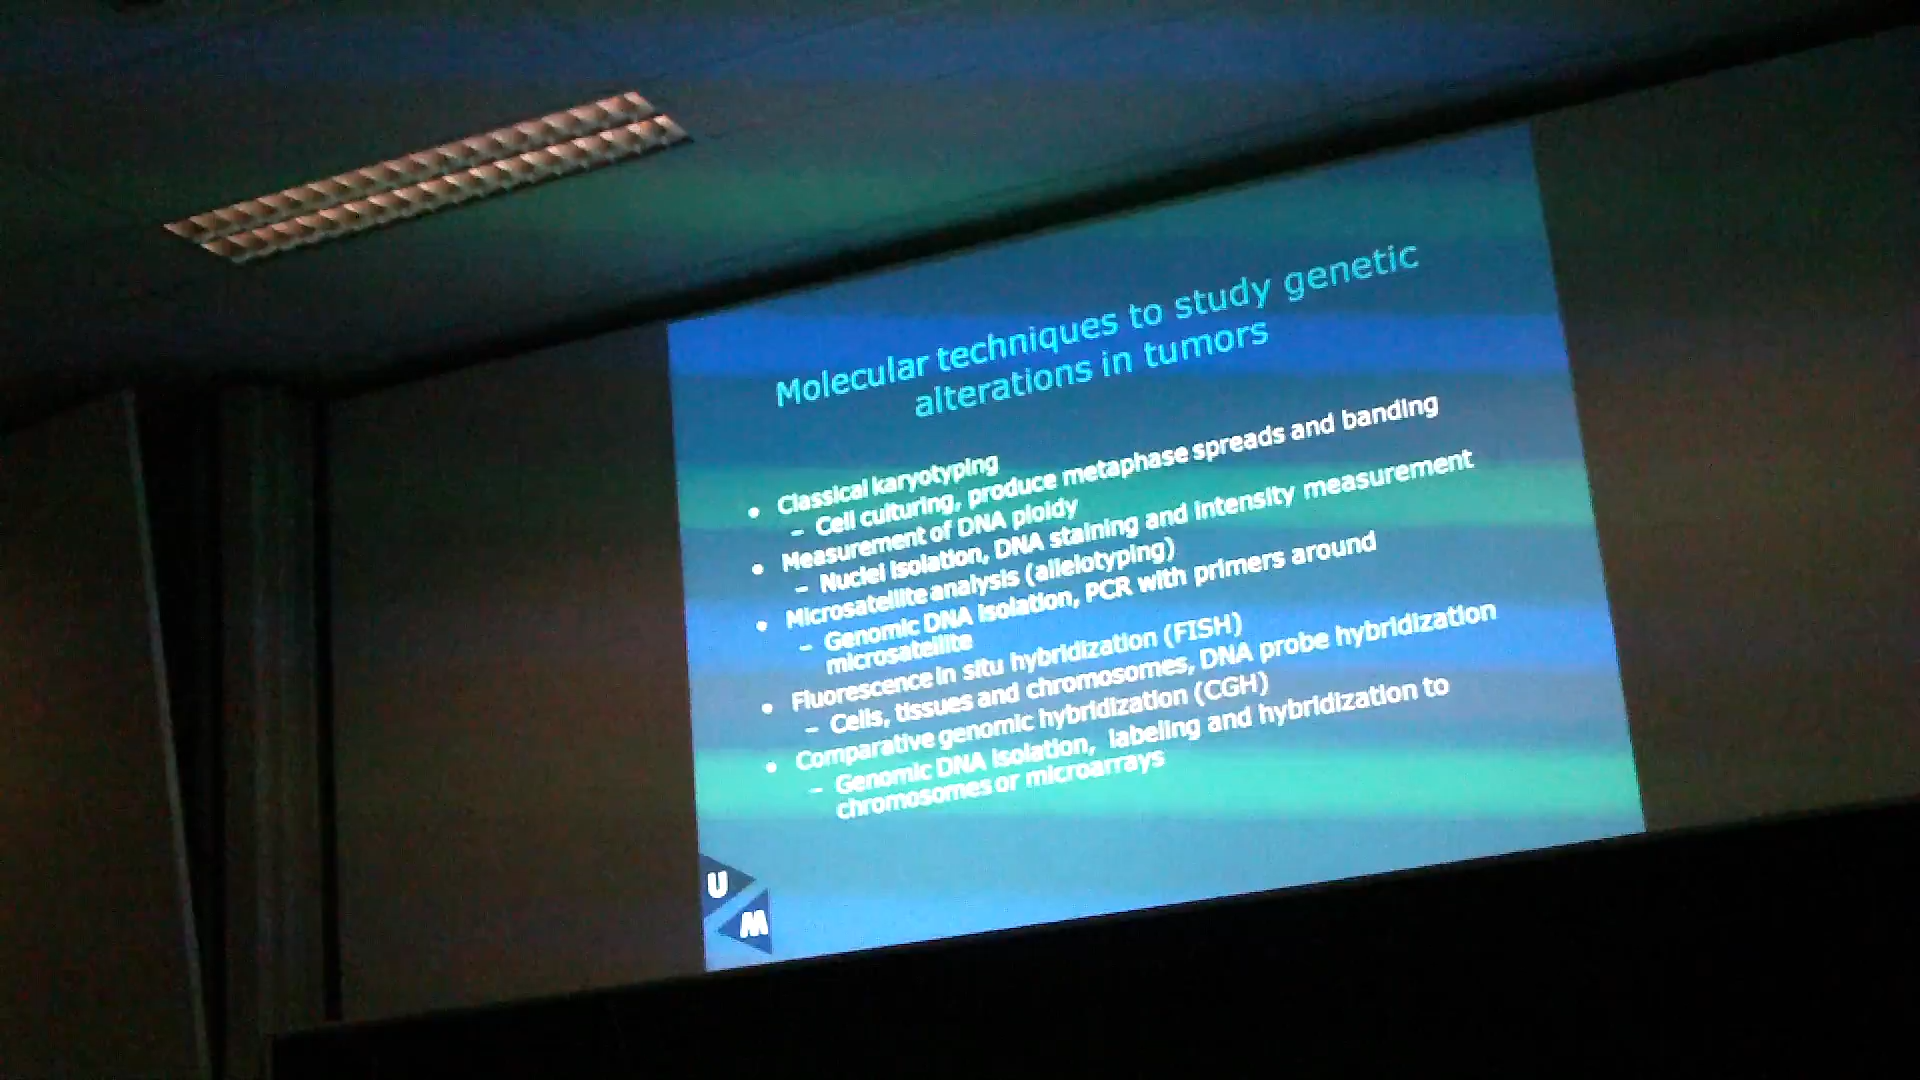 Molecular techniques to study genetic
alterations in tumors
• Classical karyotyping
– Cell culturing, produce metaphase spreads and banding
• Measurement of DNA ploidy
– Nuclei isolation, DNA staining and intensity measurement
• Microsatellite analysis (allelotyping)
– Genomic DNA isolation, PCR with primers around
microsatellite
• Fluorescence in situ hybridization (FISH)
– Cells, tissues and chromosomes, DNA probe hybridization
• Comparative genomic hybridization (CGH)
– Genomic DNA isolation, labeling and hybridization to
chromosomes or microarrays
U
M